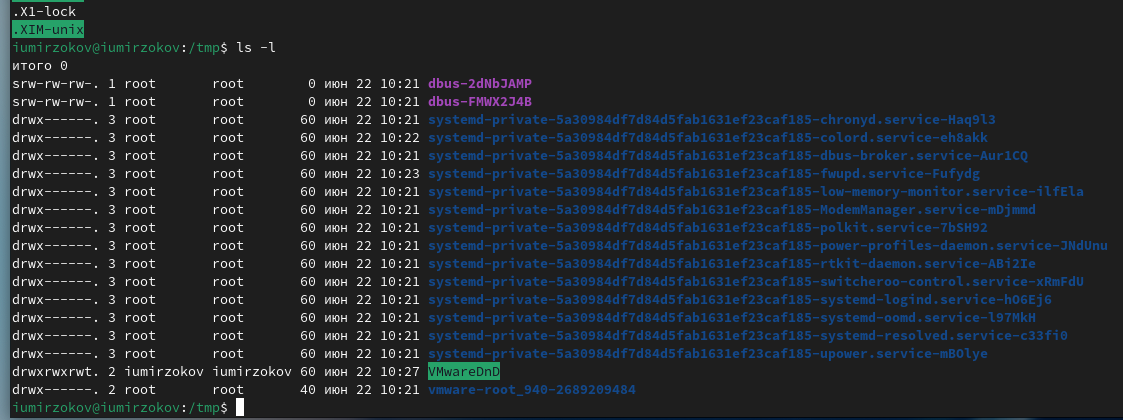 .X1-lock
.XIM-unix
iumirzokov@iumirzokov:/tmp$ ls -l
итого 0
srw-rw-rw-. 1 root       root        0 июн 22 10:21 dbus-2dNbJAMP
srw-rw-rw-. 1 root       root        0 июн 22 10:21 dbus-FMWX2J4B
drwx------. 3 root       root       60 июн 22 10:21 systemd-private-5a30984df7d84d5fab1631ef23caf185-chronyd.service-Haq9l3
drwx------. 3 root       root       60 июн 22 10:22 systemd-private-5a30984df7d84d5fab1631ef23caf185-colord.service-eh8akk
drwx------. 3 root       root       60 июн 22 10:21 systemd-private-5a30984df7d84d5fab1631ef23caf185-dbus-broker.service-Aur1CQ
drwx------. 3 root       root       60 июн 22 10:23 systemd-private-5a30984df7d84d5fab1631ef23caf185-fwupd.service-Fufydg
drwx------. 3 root       root       60 июн 22 10:21 systemd-private-5a30984df7d84d5fab1631ef23caf185-low-memory-monitor.service-ilfEla
drwx------. 3 root       root       60 июн 22 10:21 systemd-private-5a30984df7d84d5fab1631ef23caf185-ModemManager.service-mDjmmd
drwx------. 3 root       root       60 июн 22 10:21 systemd-private-5a30984df7d84d5fab1631ef23caf185-polkit.service-7bSH92
drwx------. 3 root       root       60 июн 22 10:21 systemd-private-5a30984df7d84d5fab1631ef23caf185-power-profiles-daemon.service-JNdUnu
drwx------. 3 root       root       60 июн 22 10:21 systemd-private-5a30984df7d84d5fab1631ef23caf185-rtkit-daemon.service-ABi2Ie
drwx------. 3 root       root       60 июн 22 10:21 systemd-private-5a30984df7d84d5fab1631ef23caf185-switcheroo-control.service-xRmFdU
drwx------. 3 root       root       60 июн 22 10:21 systemd-private-5a30984df7d84d5fab1631ef23caf185-systemd-logind.service-hO6Ej6
drwx------. 3 root       root       60 июн 22 10:21 systemd-private-5a30984df7d84d5fab1631ef23caf185-systemd-oomd.service-l97MkH
drwx------. 3 root       root       60 июн 22 10:21 systemd-private-5a30984df7d84d5fab1631ef23caf185-systemd-resolved.service-c33fi0
drwx------. 3 root       root       60 июн 22 10:21 systemd-private-5a30984df7d84d5fab1631ef23caf185-upower.service-mBOlye
drwxrwxrwt. 2 iumirzokov iumirzokov 60 июн 22 10:27 VMwareDnD
drwx------. 2 root       root       40 июн 22 10:21 vmware-root_940-2689209484
iumirzokov@iumirzokov:/tmp$